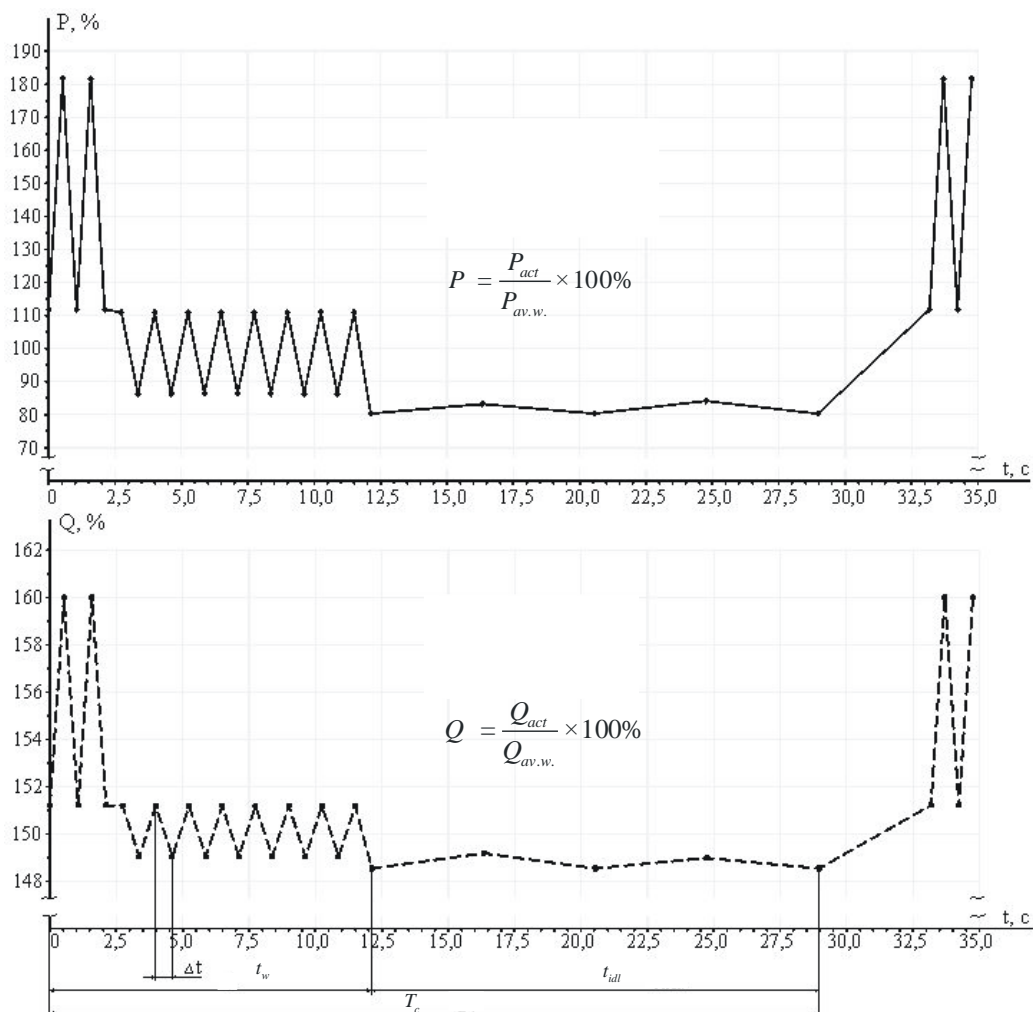 P, %
190
180
170
160
150
140
130
120
110
100
90
80
70
P = P_act / P_av.w. × 100%
t, c
0 2,5 5,0 7,5 10,0 12,5 15,0 17,5 20,0 22,5 25,0 27,5 30,0 32,5 35,0
Q, %
162
160
158
156
154
152
150
148
Q = Q_act / Q_av.w. × 100%
t, c
0 2,5 5,0 7,5 10,0 12,5 15,0 17,5 20,0 22,5 25,0 27,5 30,0 32,5 35,0
Δt t_w t_idl
T_c